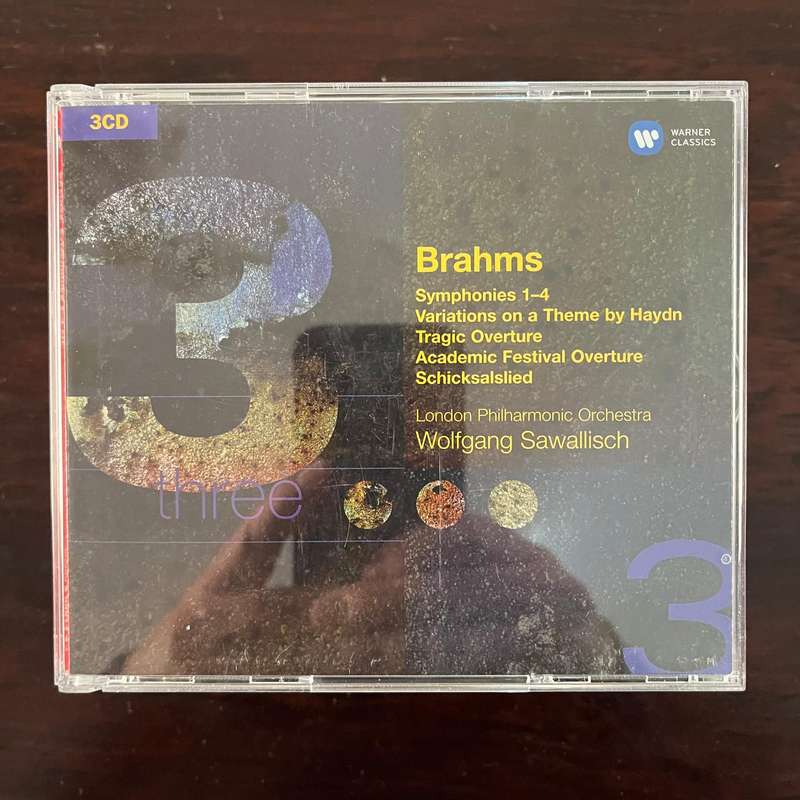 3CD
WARNER
CLASSICS
3
three
Brahms
Symphonies 1–4
Variations on a Theme by Haydn
Tragic Overture
Academic Festival Overture
Schicksalslied
London Philharmonic Orchestra
Wolfgang Sawallisch
3